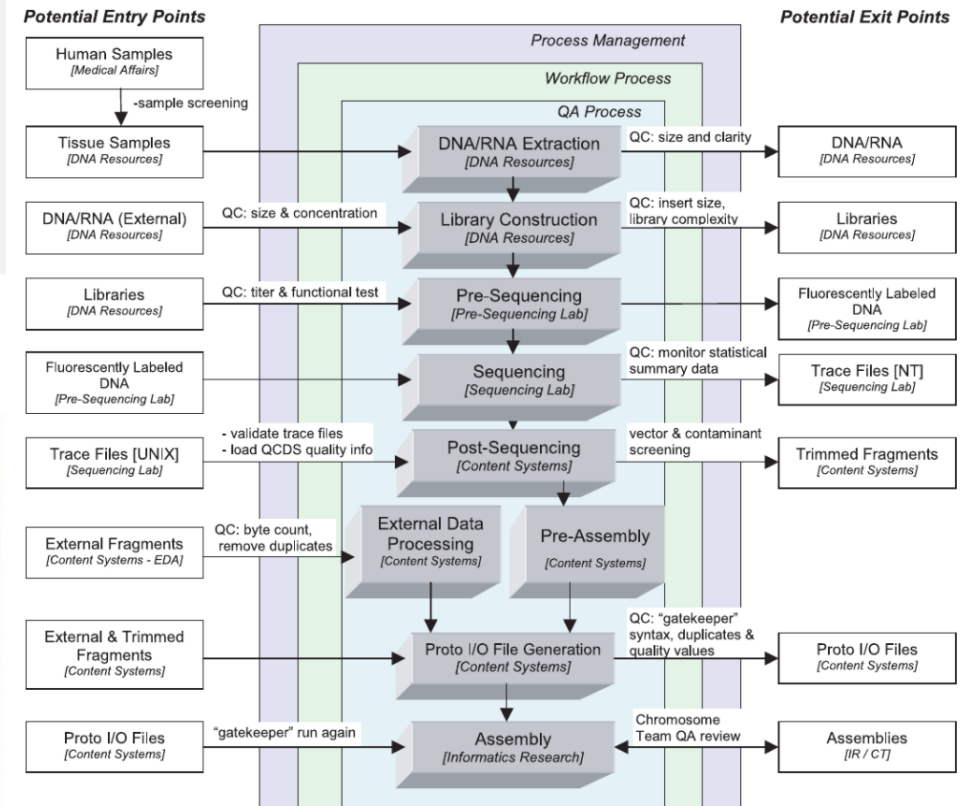 Potential Entry Points
Potential Exit Points
Process Management
Workflow Process
QA Process
Human Samples
[Medical Affairs]
-sample screening
Tissue Samples
[DNA Resources]
DNA/RNA Extraction
[DNA Resources]
QC: size and clarity
DNA/RNA
[DNA Resources]
DNA/RNA (External)
[DNA Resources]
QC: size & concentration
Library Construction
[DNA Resources]
QC: insert size,
library complexity
Libraries
[DNA Resources]
Libraries
[DNA Resources]
QC: titer & functional test
Pre-Sequencing
[Pre-Sequencing Lab]
Fluorescently Labeled
DNA
[Pre-Sequencing Lab]
Fluorescently Labeled
DNA
[Pre-Sequencing Lab]
Sequencing
[Sequencing Lab]
QC: monitor statistical
summary data
Trace Files [NT]
[Sequencing Lab]
Trace Files [UNIX]
[Sequencing Lab]
- validate trace files
- load QCDS quality info
Post-Sequencing
[Content Systems]
vector & contaminant
screening
Trimmed Fragments
[Content Systems]
External Fragments
[Content Systems - EDA]
QC: byte count,
remove duplicates
External Data
Processing
[Content Systems]
Pre-Assembly
[Content Systems]
External & Trimmed
Fragments
[Content Systems]
Proto I/O File Generation
[Content Systems]
QC: “gatekeeper”
syntax, duplicates &
quality values
Proto I/O Files
[Content Systems]
Proto I/O Files
[Content Systems]
“gatekeeper” run again
Assembly
[Informatics Research]
Chromosome
Team QA review
Assemblies
[IR / CT]